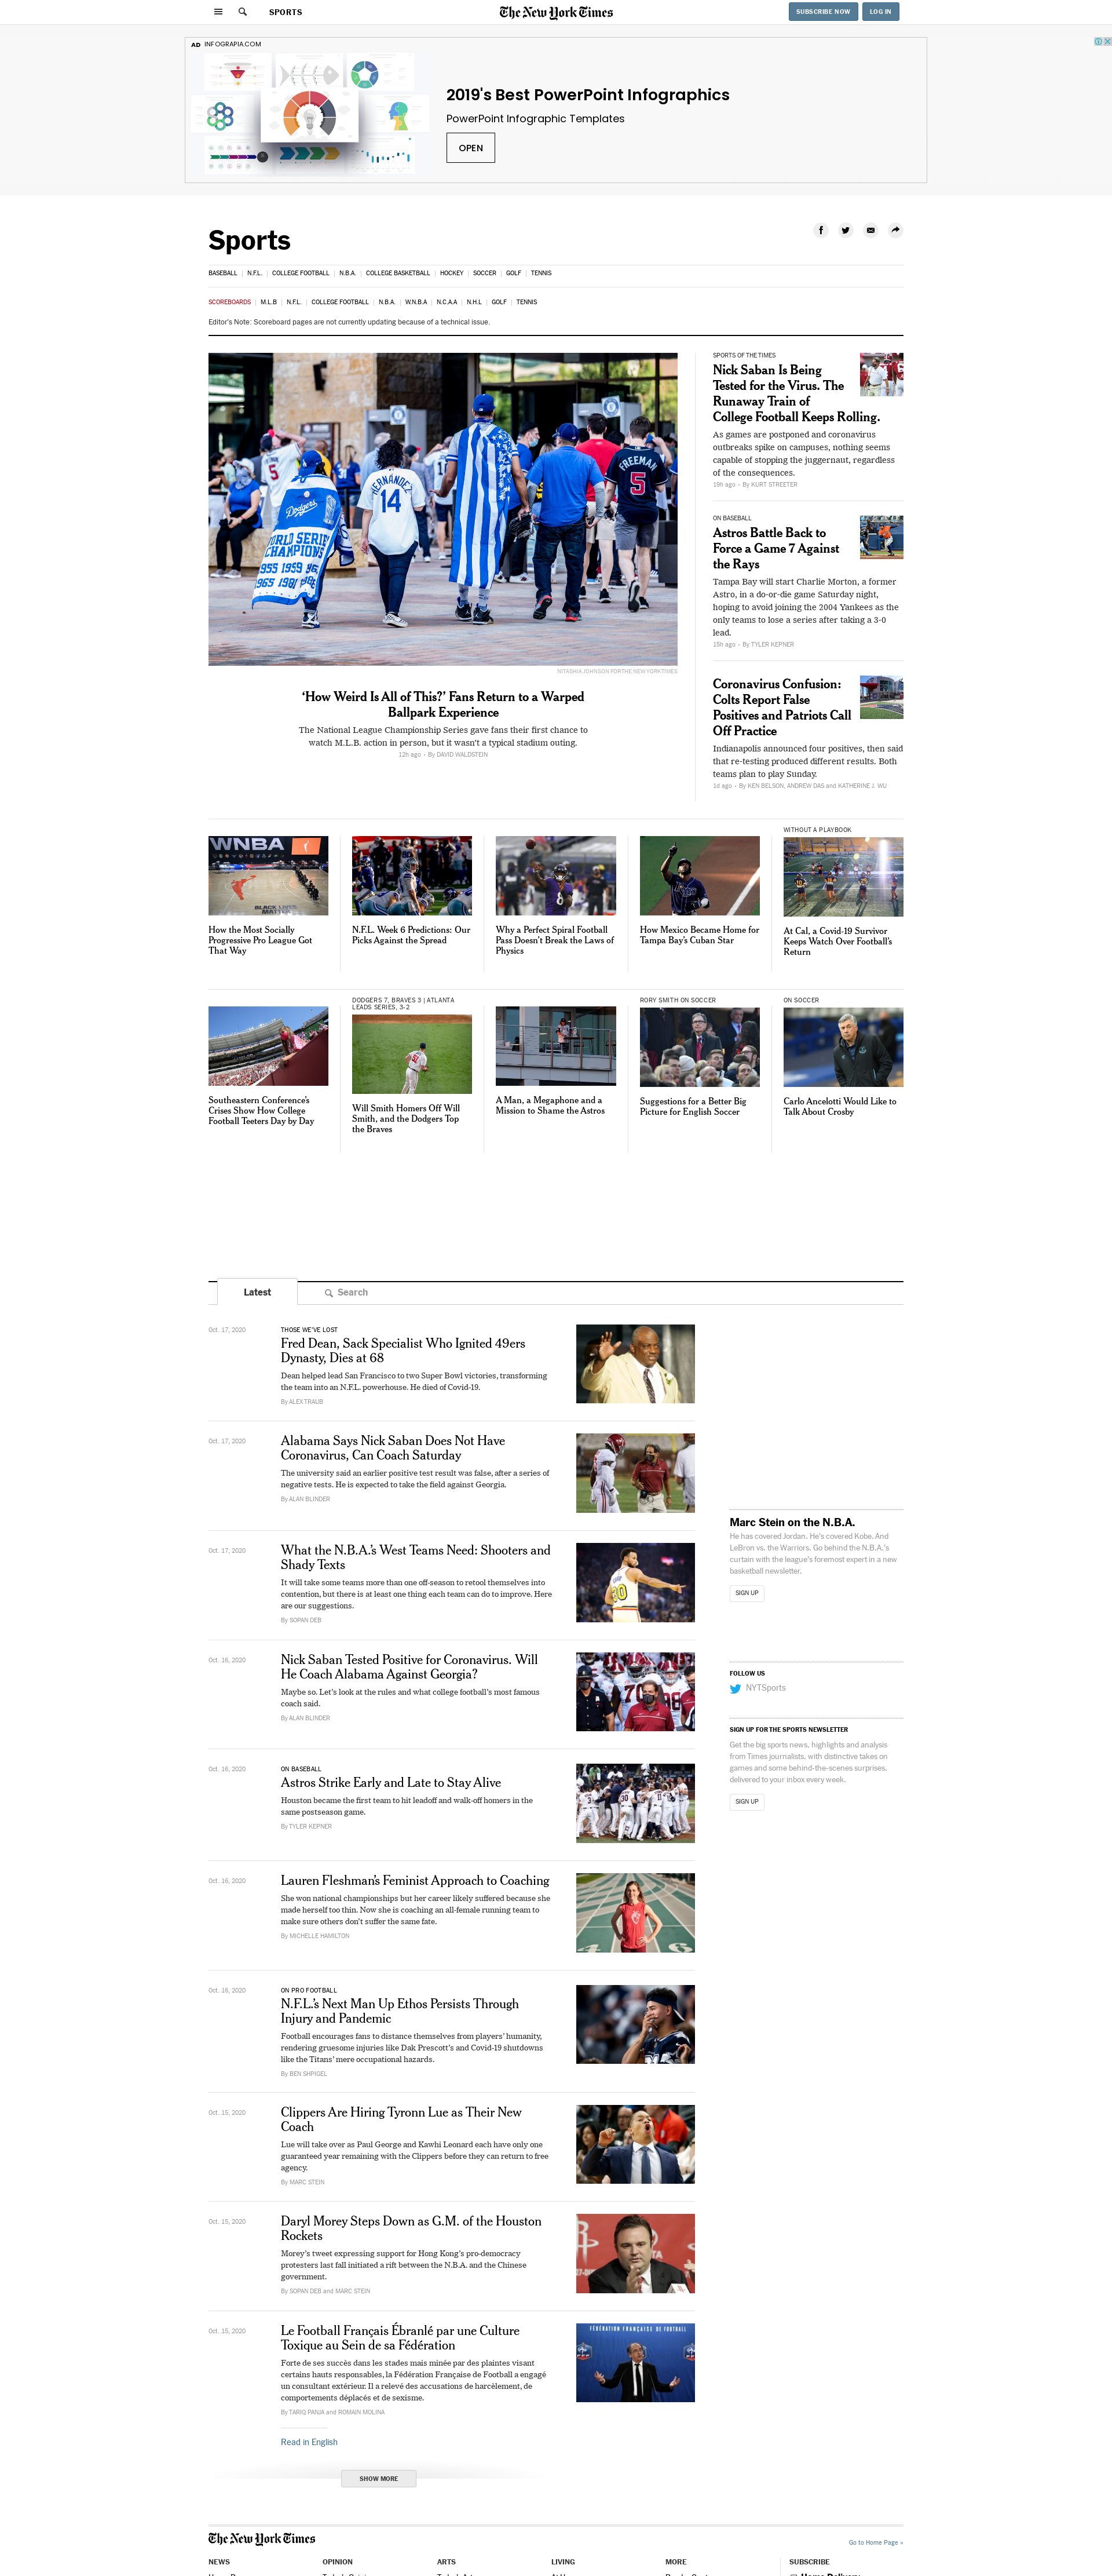 SPORTS
The New York Times
SUBSCRIBE NOW
LOG IN
AD INFOGRAPIA.COM
2019's Best PowerPoint Infographics
PowerPoint Infographic Templates
OPEN
Sports
BASEBALL | N.F.L. | COLLEGE FOOTBALL | N.B.A. | COLLEGE BASKETBALL | HOCKEY | SOCCER | GOLF | TENNIS
SCOREBOARDS | M.L.B | N.F.L. | COLLEGE FOOTBALL | N.B.A. | W.N.B.A | N.C.A.A | N.H.L | GOLF | TENNIS
Editor's Note: Scoreboard pages are not currently updating because of a technical issue.
Dodgers
WORLD SERIES
CHAMPIONS
HERNÁNDEZ
14
FREEMAN
5
NITASHIA JOHNSON FOR THE NEW YORK TIMES
‘How Weird Is All of This?’ Fans Return to a Warped
Ballpark Experience
The National League Championship Series gave fans their first chance to
watch M.L.B. action in person, but it wasn’t a typical stadium outing.
12h ago • By DAVID WALDSTEIN
SPORTS OF THE TIMES
Nick Saban Is Being
Tested for the Virus. The
Runaway Train of
College Football Keeps Rolling.
As games are postponed and coronavirus
outbreaks spike on campuses, nothing seems
capable of stopping the juggernaut, regardless
of the consequences.
19h ago • By KURT STREETER
ON BASEBALL
Astros Battle Back to
Force a Game 7 Against
the Rays
Tampa Bay will start Charlie Morton, a former
Astro, in a do-or-die game Saturday night,
hoping to avoid joining the 2004 Yankees as the
only teams to lose a series after taking a 3-0
lead.
15h ago • By TYLER KEPNER
Coronavirus Confusion:
Colts Report False
Positives and Patriots Call
Off Practice
Indianapolis announced four positives, then said
that re-testing produced different results. Both
teams plan to play Sunday.
1d ago • By KEN BELSON, ANDREW DAS and KATHERINE J. WU
WNBA
How the Most Socially
Progressive Pro League Got
That Way
N.F.L. Week 6 Predictions: Our
Picks Against the Spread
Why a Perfect Spiral Football
Pass Doesn’t Break the Laws of
Physics
How Mexico Became Home for
Tampa Bay’s Cuban Star
WITHOUT A PLAYBOOK
At Cal, a Covid-19 Survivor
Keeps Watch Over Football’s
Return
Southeastern Conference’s
Crises Show How College
Football Teeters Day by Day
DODGERS 7, BRAVES 3 | ATLANTA
LEADS SERIES, 3-2
Will Smith Homers Off Will
Smith, and the Dodgers Top
the Braves
A Man, a Megaphone and a
Mission to Shame the Astros
RORY SMITH ON SOCCER
Suggestions for a Better Big
Picture for English Soccer
ON SOCCER
Carlo Ancelotti Would Like to
Talk About Crosby
Latest
Search
Oct. 17, 2020
THOSE WE’VE LOST
Fred Dean, Sack Specialist Who Ignited 49ers
Dynasty, Dies at 68
Dean helped lead San Francisco to two Super Bowl victories, transforming
the team into an N.F.L. powerhouse. He died of Covid-19.
By ALEX TRAUB
Oct. 17, 2020
Alabama Says Nick Saban Does Not Have
Coronavirus, Can Coach Saturday
The university said an earlier positive test result was false, after a series of
negative tests. He is expected to take the field against Georgia.
By ALAN BLINDER
Oct. 17, 2020
What the N.B.A.’s West Teams Need: Shooters and
Shady Texts
It will take some teams more than one off-season to retool themselves into
contention, but there is at least one thing each team can do to improve. Here
are our suggestions.
By SOPAN DEB
Oct. 16, 2020
Nick Saban Tested Positive for Coronavirus. Will
He Coach Alabama Against Georgia?
Maybe so. Let’s look at the rules and what college football’s most famous
coach said.
By ALAN BLINDER
Oct. 16, 2020
ON BASEBALL
Astros Strike Early and Late to Stay Alive
Houston became the first team to hit leadoff and walk-off homers in the
same postseason game.
By TYLER KEPNER
Oct. 16, 2020
Lauren Fleshman’s Feminist Approach to Coaching
She won national championships but her career likely suffered because she
made herself too thin. Now she is coaching an all-female running team to
make sure others don’t suffer the same fate.
By MICHELLE HAMILTON
Oct. 16, 2020
ON PRO FOOTBALL
N.F.L.’s Next Man Up Ethos Persists Through
Injury and Pandemic
Football encourages fans to distance themselves from players’ humanity,
rendering gruesome injuries like Dak Prescott’s and Covid-19 shutdowns
like the Titans’ mere occupational hazards.
By BEN SHPIGEL
Oct. 15, 2020
Clippers Are Hiring Tyronn Lue as Their New
Coach
Lue will take over as Paul George and Kawhi Leonard each have only one
guaranteed year remaining with the Clippers before they can return to free
agency.
By MARC STEIN
Oct. 15, 2020
Daryl Morey Steps Down as G.M. of the Houston
Rockets
Morey’s tweet expressing support for Hong Kong’s pro-democracy
protesters last fall initiated a rift between the N.B.A. and the Chinese
government.
By SOPAN DEB and MARC STEIN
Oct. 15, 2020
Le Football Français Ébranlé par une Culture
Toxique au Sein de sa Fédération
Forte de ses succès dans les stades mais minée par des plaintes visant
certains hauts responsables, la Fédération Française de Football a engagé
un consultant extérieur. Il a relevé des accusations de harcèlement, de
comportements déplacés et de sexisme.
By TARIQ PANJA and ROMAIN MOLINA
Read in English
SHOW MORE
Marc Stein on the N.B.A.
He has covered Jordan. He’s covered Kobe. And
LeBron vs. the Warriors. Go behind the N.B.A.’s
curtain with the league’s foremost expert in a new
basketball newsletter.
SIGN UP
FOLLOW US
NYTSports
SIGN UP FOR THE SPORTS NEWSLETTER
Get the big sports news, highlights and analysis
from Times journalists, with distinctive takes on
games and some behind-the-scenes surprises,
delivered to your inbox every week.
SIGN UP
The New York Times
Go to Home Page »
NEWS
OPINION
ARTS
LIVING
MORE
SUBSCRIBE